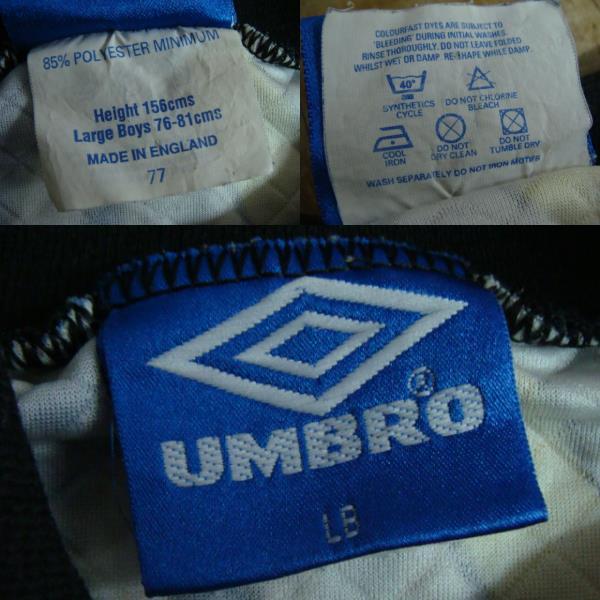 85% POLYESTER MINIMUM
Height 156cms
Large Boys 76-81cms
MADE IN ENGLAND
77
COLOURFAST DYES ARE SUBJECT TO
'BLEEDING' DURING INITIAL WASHES
RINSE THOROUGHLY. DO NOT LEAVE FOLDED
WHILST WET OR DAMP. RE-SHAPE WHILE DAMP.
40°
SYNTHETICS CYCLE
DO NOT CHLORINE BLEACH
COOL IRON
DO NOT DRY CLEAN
DO NOT TUMBLE DRY
WASH SEPARATELY DO NOT IRON MOTIFS
UMBRO®
LB